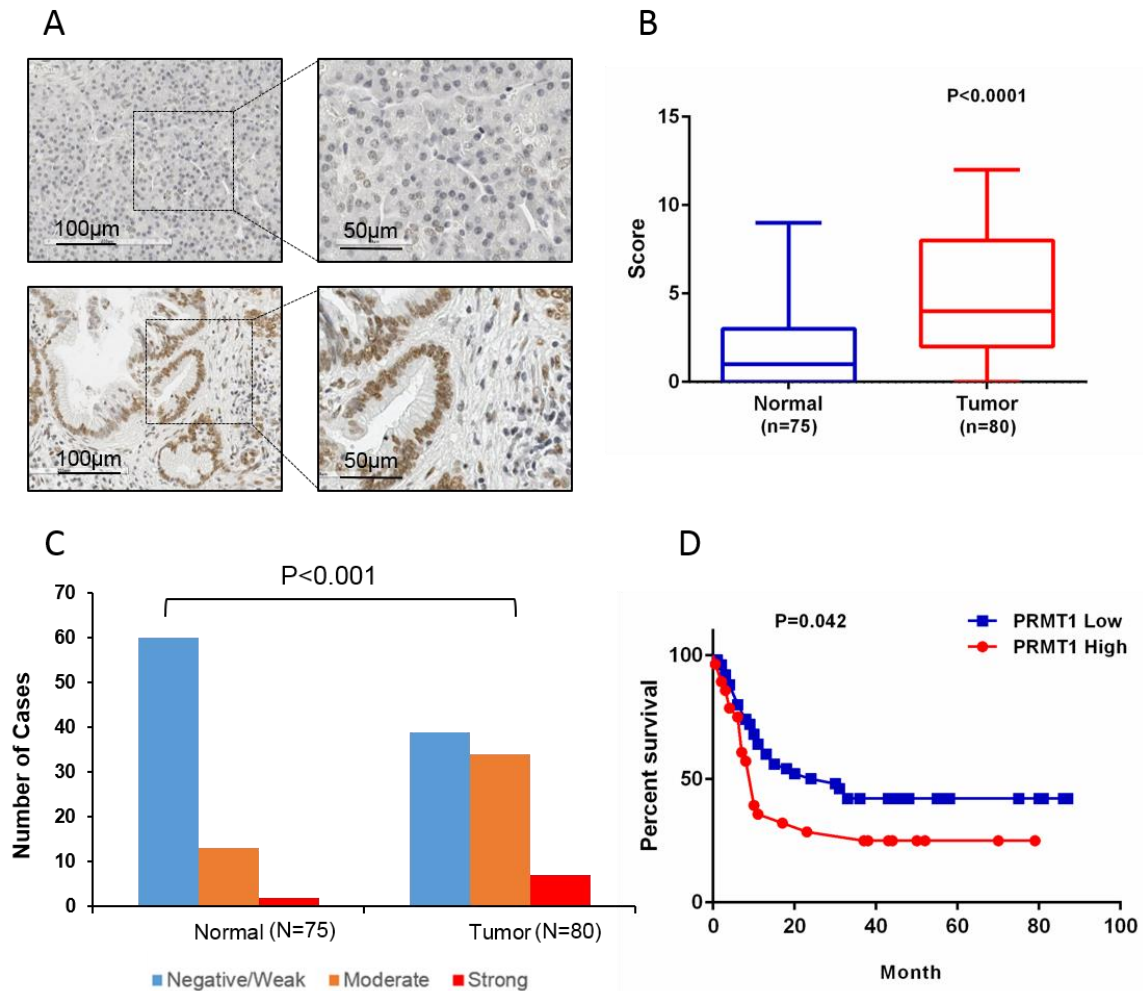 A
100µm
50µm
100µm
50µm
B
P<0.0001
15
10
5
0
Score
Normal
(n=75)
Tumor
(n=80)
C
P<0.001
70
60
50
40
30
20
10
0
Number of Cases
Normal (N=75)
Tumor (N=80)
Negative/Weak
Moderate
Strong
D
P=0.042
PRMT1 Low
PRMT1 High
100
50
0
Percent survival
0
20
40
60
80
100
Month